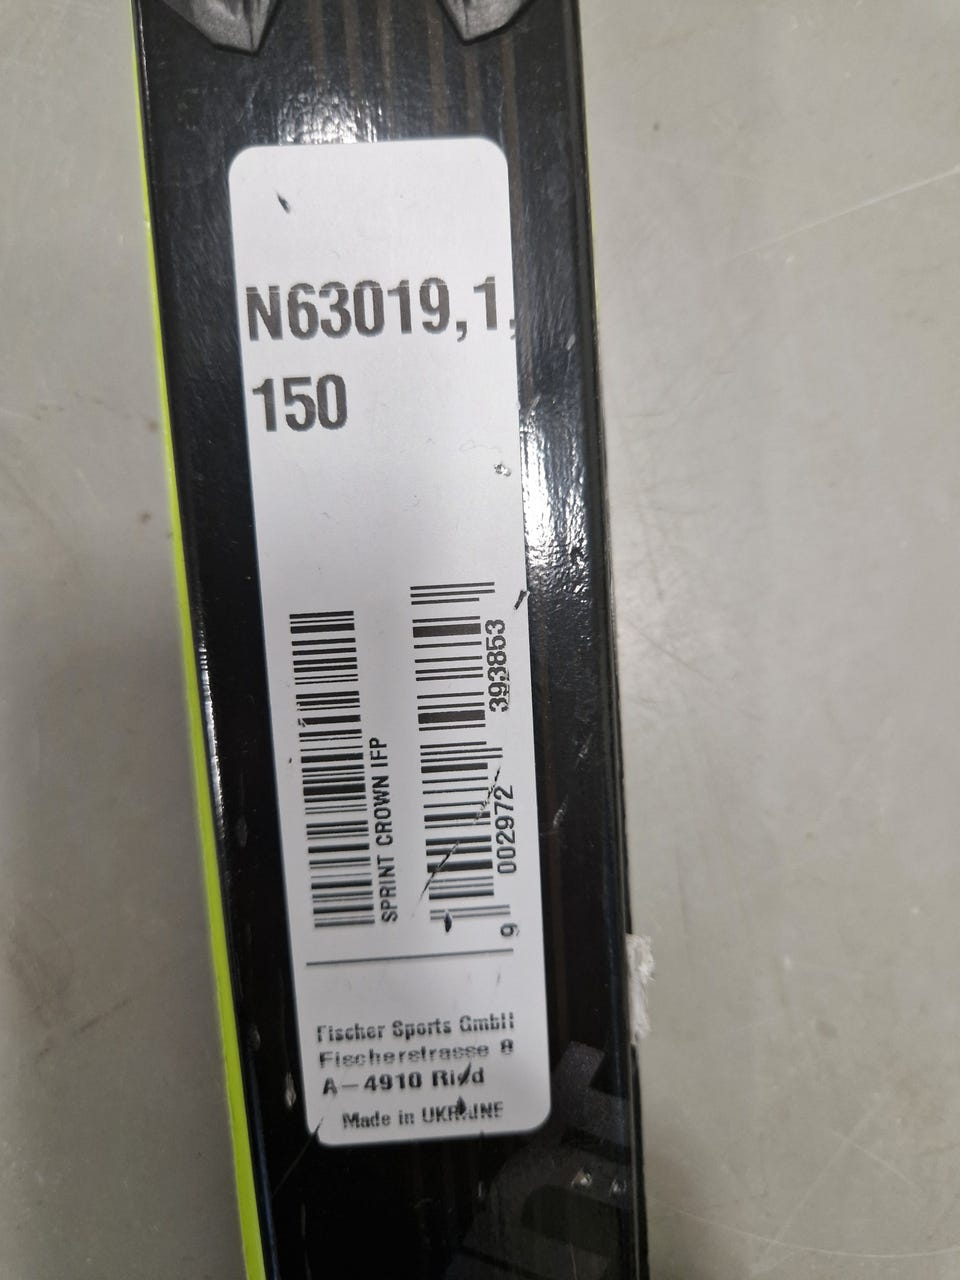 N63019,1,
150
SPRINT CROWN IFP
9 002972 393853
Fischer Sports GmbH
Fischerstrasse 8
A-4910 Ried
Made in UKRAINE